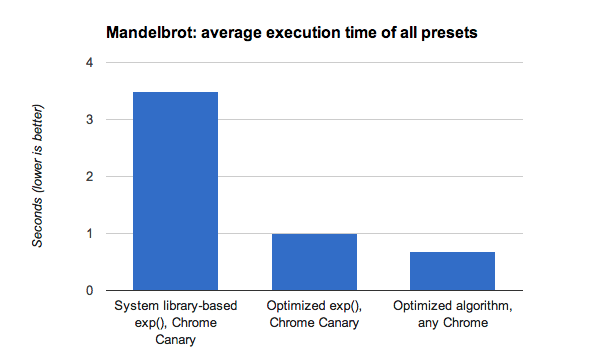 Mandelbrot: average execution time of all presets
4
3
2
1
0
Seconds (lower is better)
System library-based
exp(), Chrome
Canary
Optimized exp(),
Chrome Canary
Optimized algorithm,
any Chrome